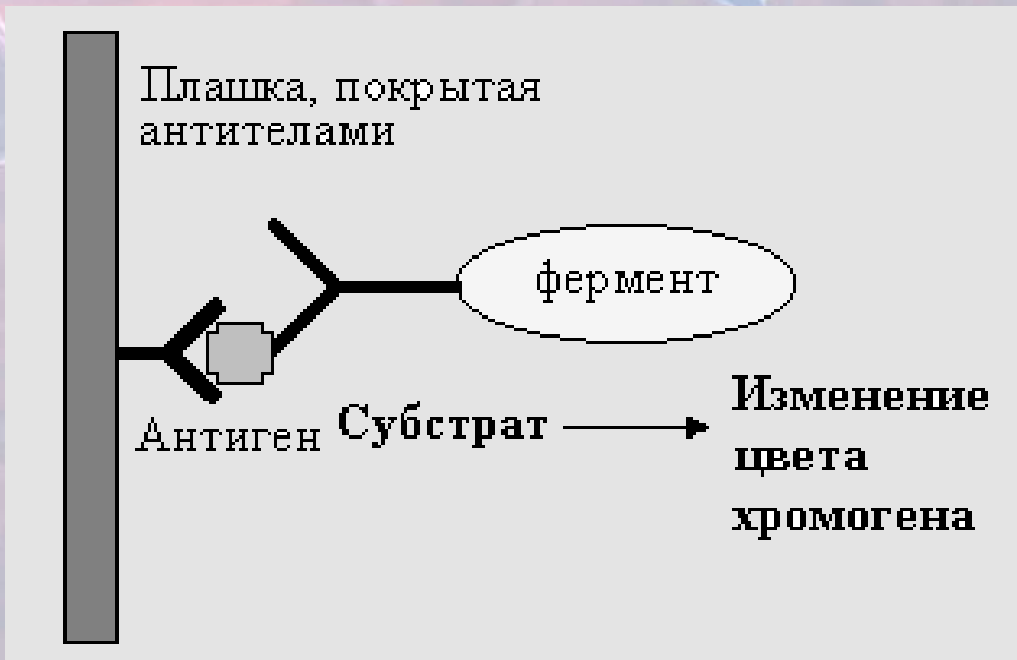 Плашка, покрытая
антителами
фермент
Антиген
Субстрат
Изменение
цвета
хромогена